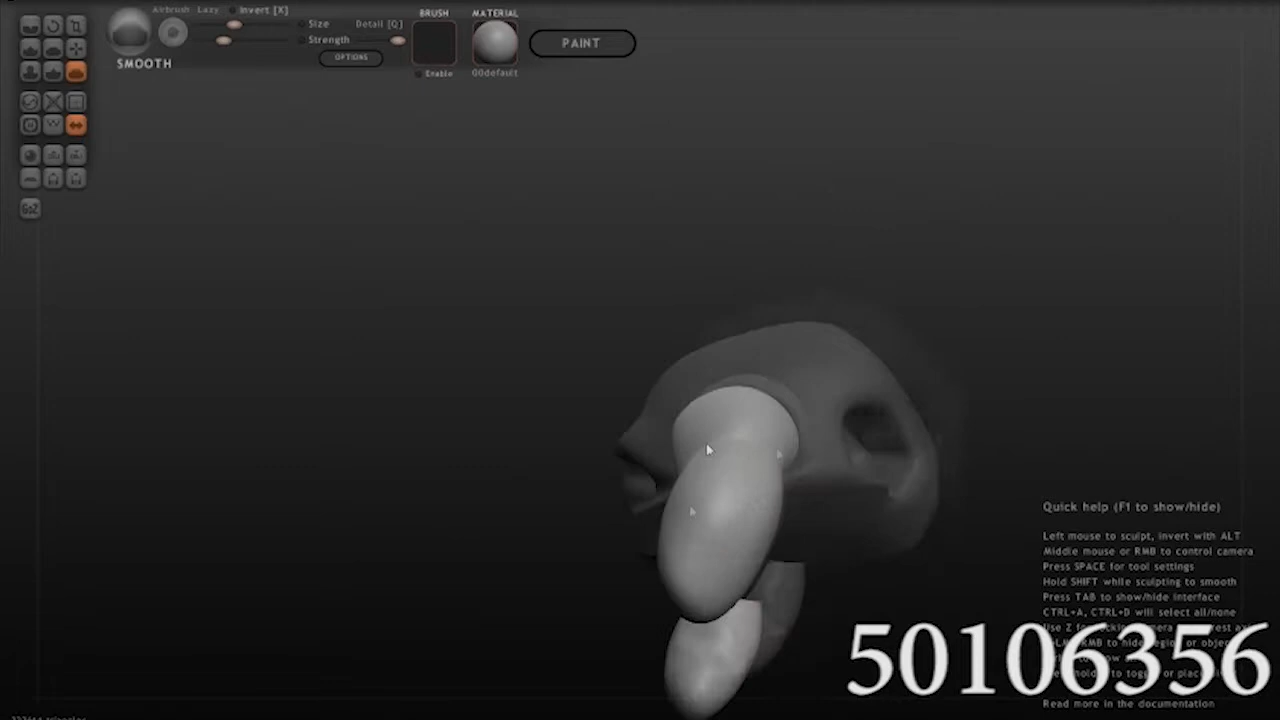 Airbrush Lazy Invert [X]
Size Detail [Q]
Strength
OPTIONS
SMOOTH
BRUSH
Enable
MATERIAL
00default
PAINT
GoZ
Quick help (F1 to show/hide)
Left mouse to sculpt, invert with ALT
Middle mouse or RMB to control camera
Press SPACE for tool settings
Hold SHIFT while sculpting to smooth
Press TAB to show/hide interface
CTRL+A, CTRL+D will select all/none
50106356
Read more in the documentation